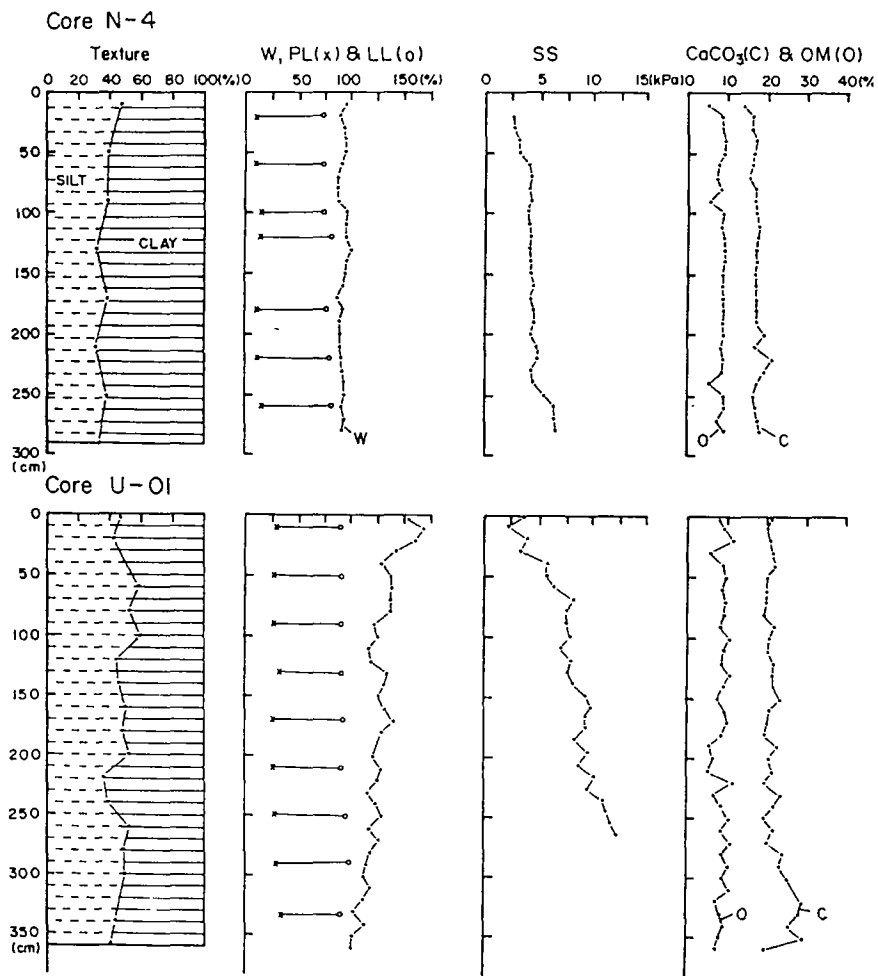 Core N-4
Texture
W, PL(x) & LL(o)
SS
CaCO₃(C) & OM(O)
0 20 40 60 80 100(%)
0 50 100 150(%)
0 5 10 15(kPa)
0 10 20 30 40(%
0
50
100
150
200
250
300
(cm)
SILT
CLAY
W
O
C
Core U-01
0
50
100
150
200
250
300
350
(cm)
O
C